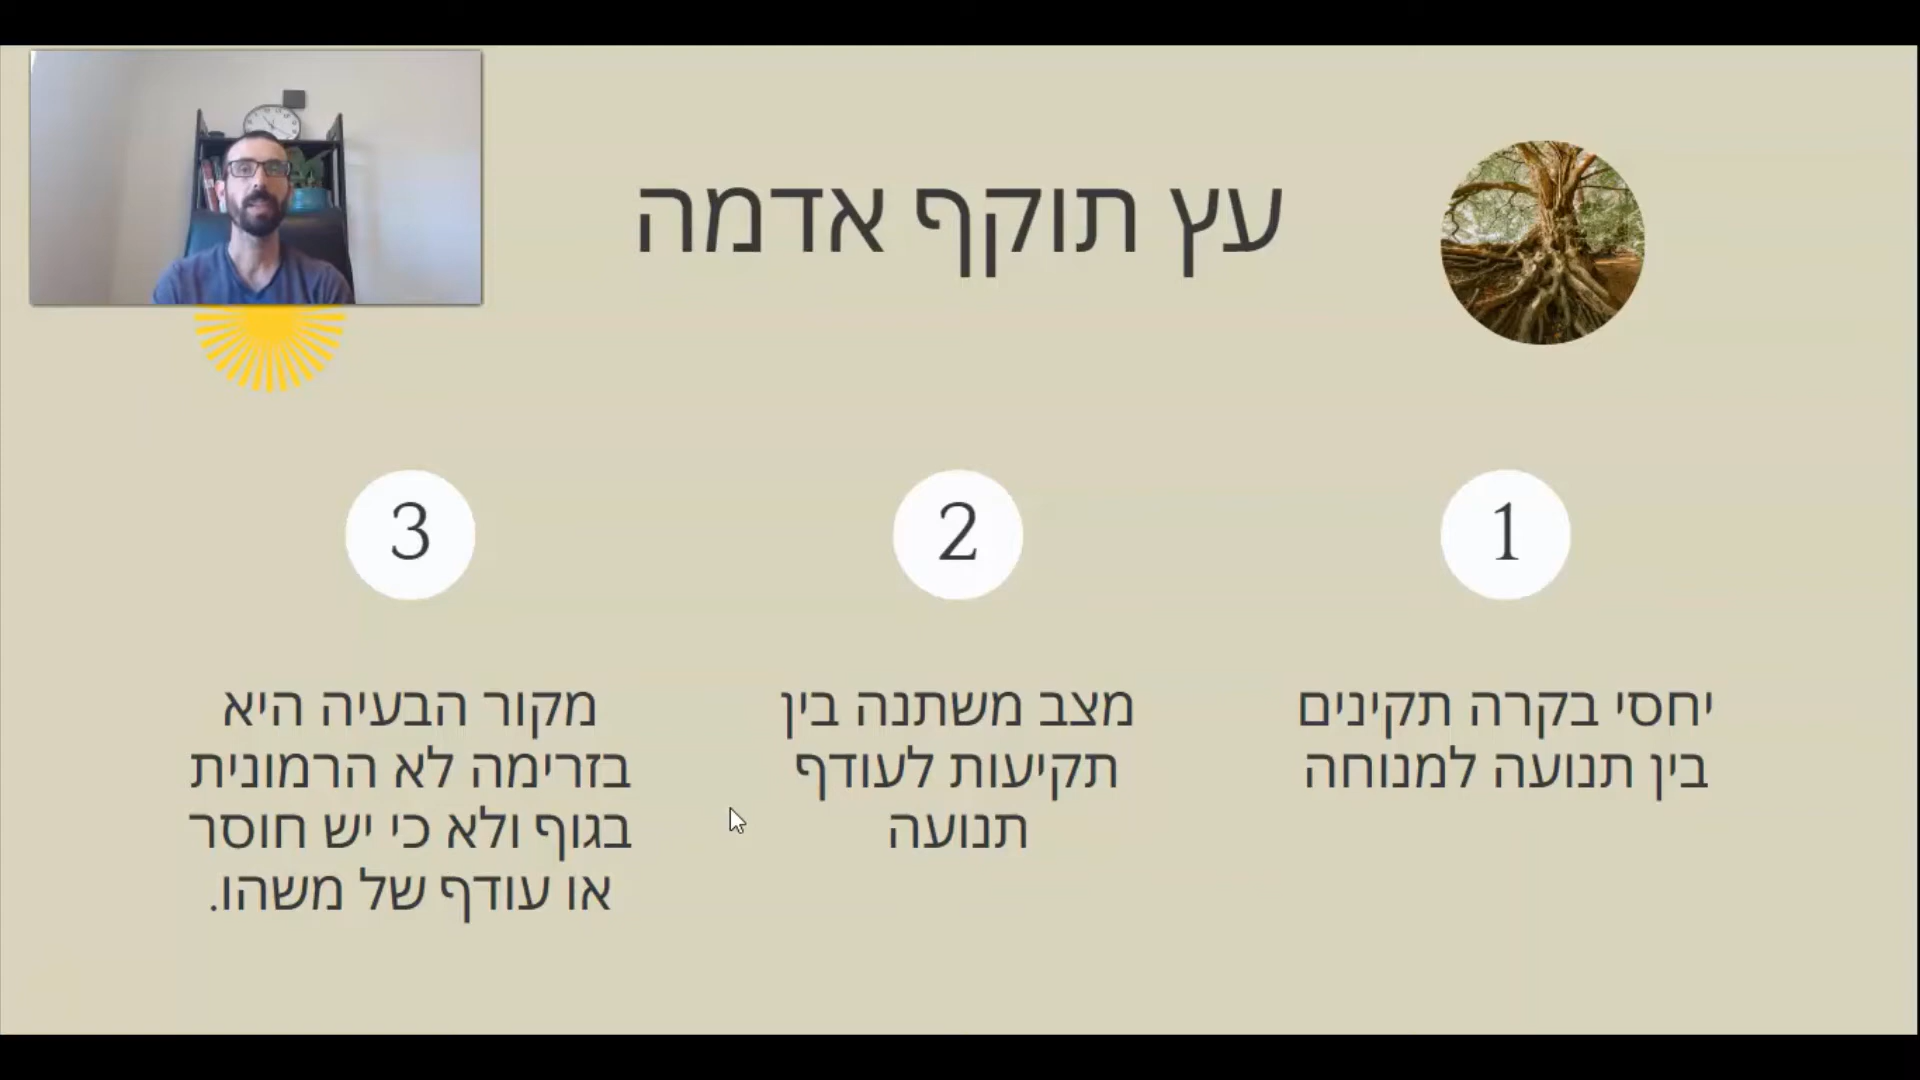 עץ תוקף אדמה
1
יחסי בקרה תקינים
בין תנועה למנוחה
2
מצב משתנה בין
תקיעות לעודף
תנועה
3
מקור הבעיה היא
בזרימה לא הרמונית
בגוף ולא כי יש חוסר
או עודף של משהו.